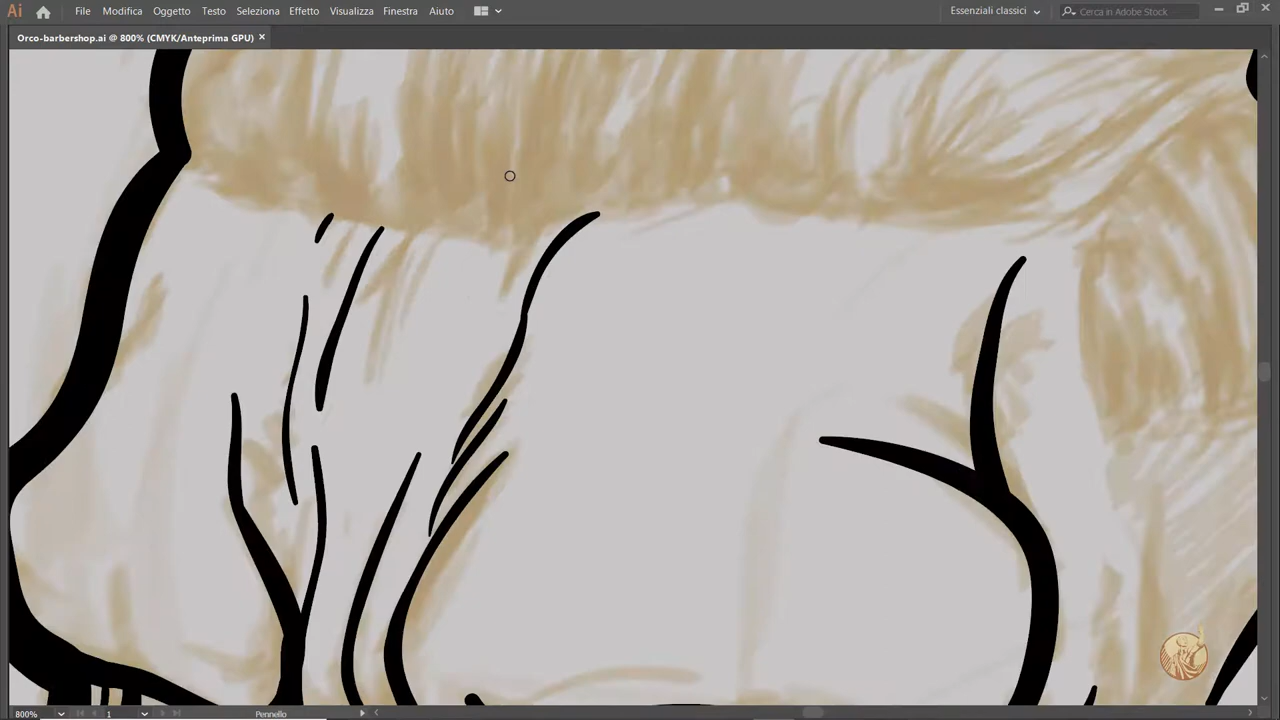 Ai File Modifica Oggetto Testo Seleziona Effetto Visualizza Finestra Aiuto Essenziali classici Cerca in Adobe Stock
Orco-barbershop.ai @ 800% (CMYK/Anteprima GPU) ×
800% 1 Pennello